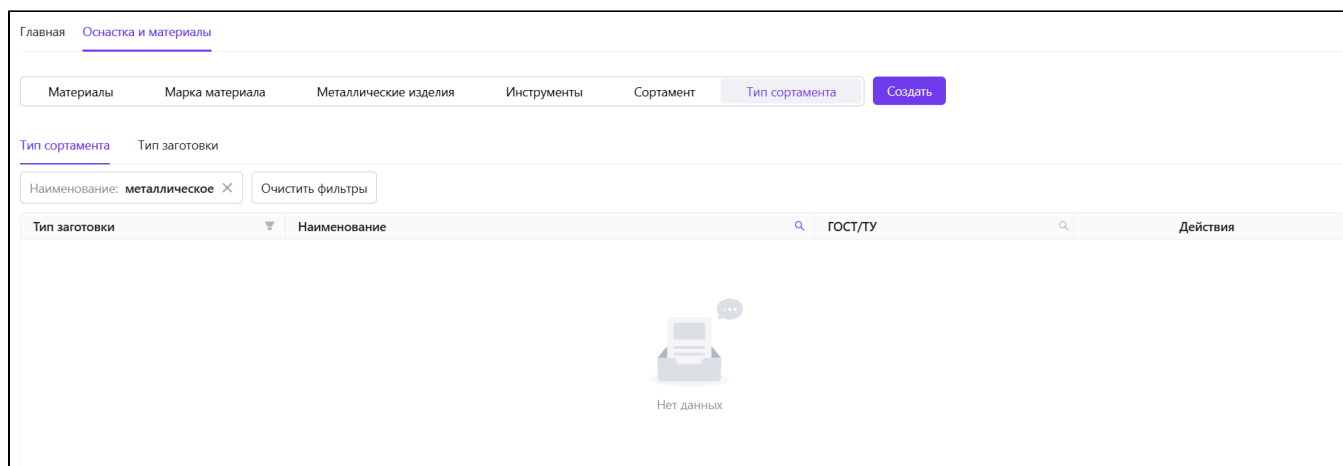 Главная Оснастка и материалы
Материалы Марка материала Металлические изделия Инструменты Сортамент Тип сортамента Создать
Тип сортамента Тип заготовки
Наименование: металлическое Очистить фильтры
Тип заготовки Наименование ГОСТ/ТУ Действия
Нет данных